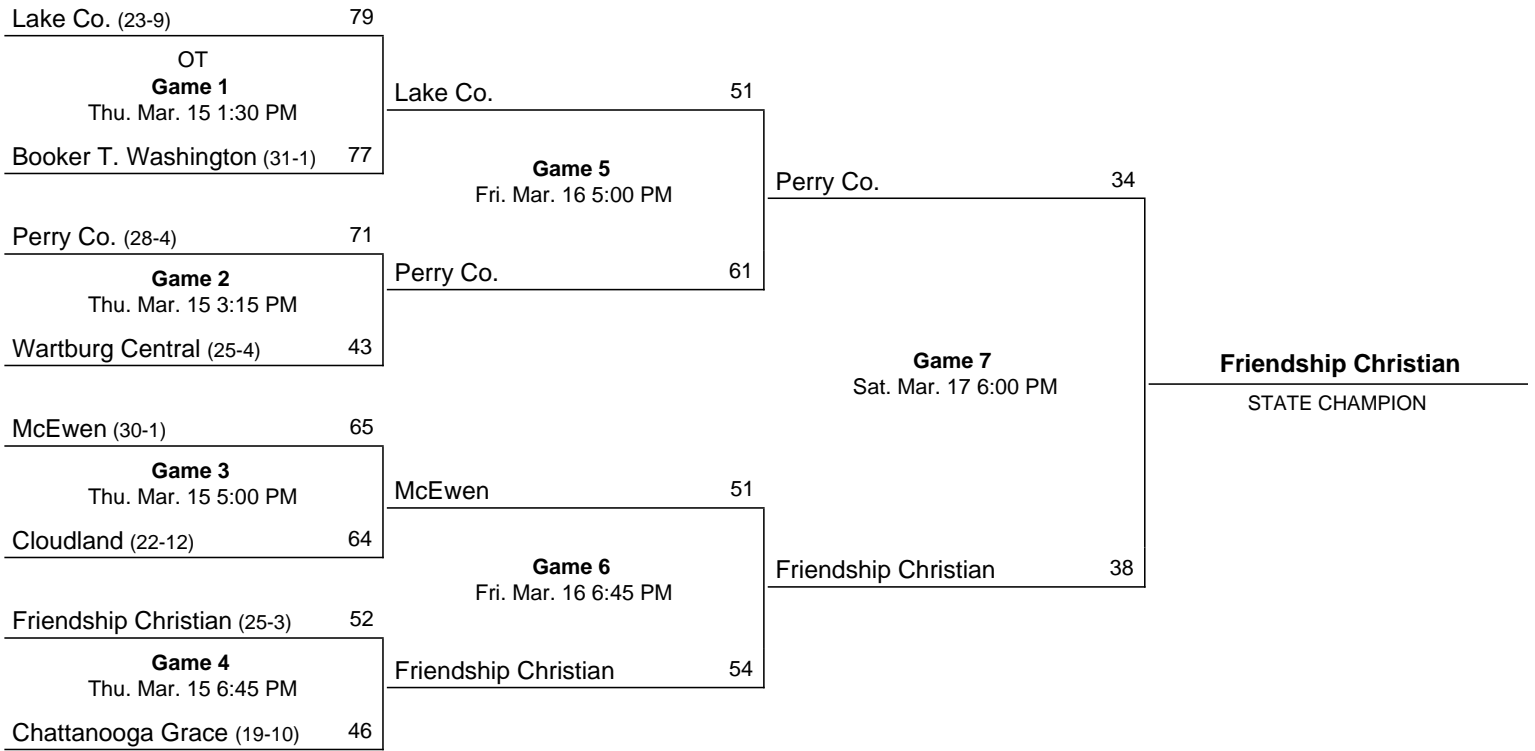 Lake Co. (23-9) 79
OT
Game 1
Thu. Mar. 15 1:30 PM
Booker T. Washington (31-1) 77
Perry Co. (28-4) 71
Game 2
Thu. Mar. 15 3:15 PM
Wartburg Central (25-4) 43
McEwen (30-1) 65
Game 3
Thu. Mar. 15 5:00 PM
Cloudland (22-12) 64
Friendship Christian (25-3) 52
Game 4
Thu. Mar. 15 6:45 PM
Chattanooga Grace (19-10) 46
Lake Co. 51
Game 5
Fri. Mar. 16 5:00 PM
Perry Co. 61
McEwen 51
Game 6
Fri. Mar. 16 6:45 PM
Friendship Christian 54
Perry Co. 34
Game 7
Sat. Mar. 17 6:00 PM
Friendship Christian 38
Friendship Christian
STATE CHAMPION